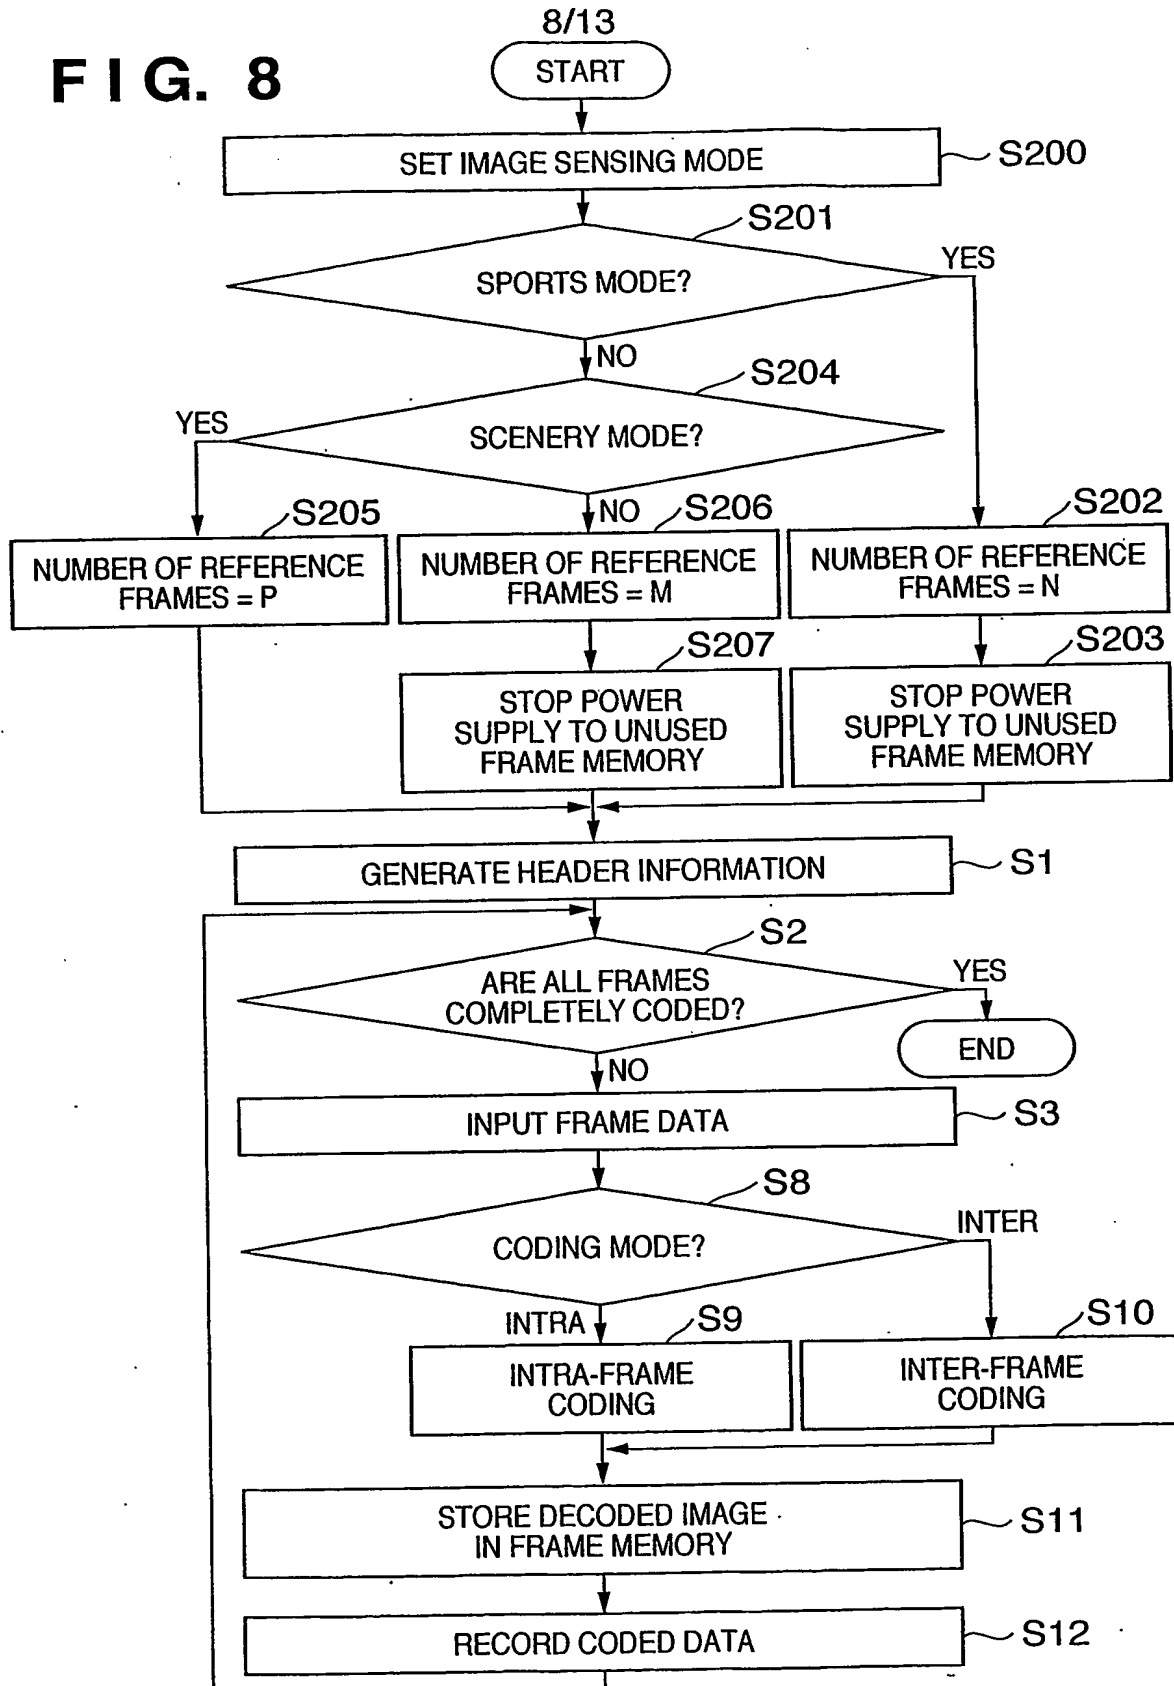 8/13
FIG. 8
START
SET IMAGE SENSING MODE
S200
S201
SPORTS MODE?
YES
NO
S204
YES
SCENERY MODE?
S205
NO
S206
S202
NUMBER OF REFERENCE
FRAMES = P
NUMBER OF REFERENCE
FRAMES = M
NUMBER OF REFERENCE
FRAMES = N
S207
S203
STOP POWER
SUPPLY TO UNUSED
FRAME MEMORY
STOP POWER
SUPPLY TO UNUSED
FRAME MEMORY
GENERATE HEADER INFORMATION
S1
S2
ARE ALL FRAMES
COMPLETELY CODED?
YES
END
NO
INPUT FRAME DATA
S3
S8
CODING MODE?
INTER
INTRA
S9
S10
INTRA-FRAME
CODING
INTER-FRAME
CODING
STORE DECODED IMAGE
IN FRAME MEMORY
S11
RECORD CODED DATA
S12